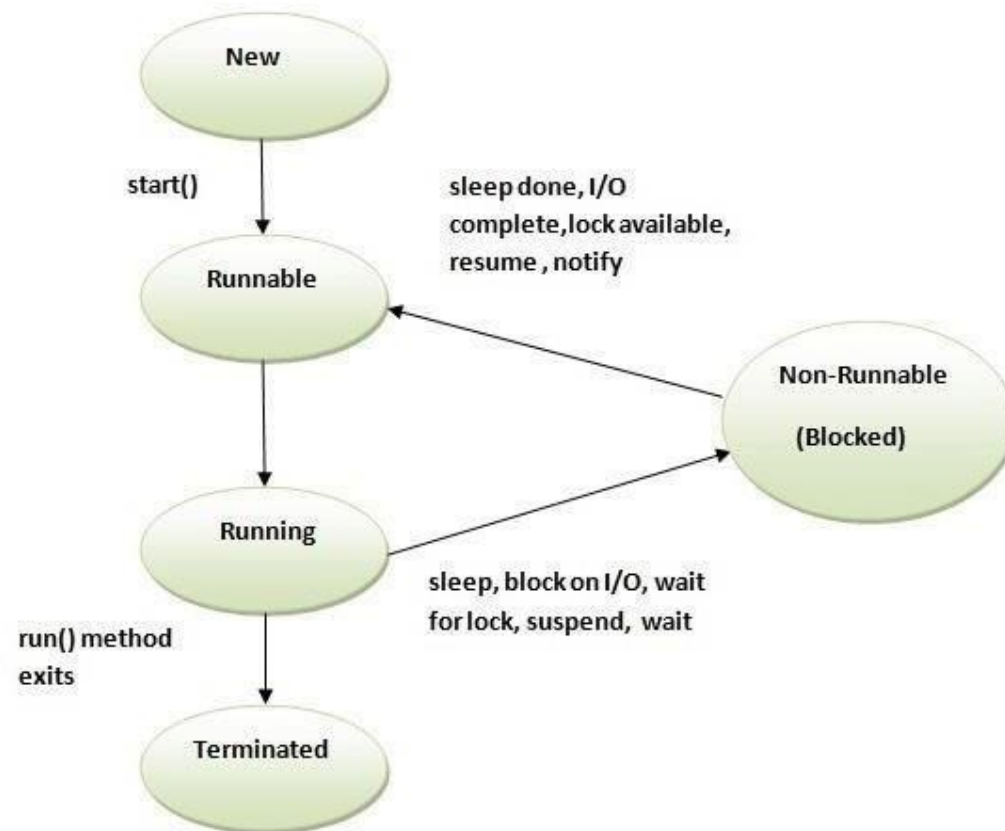 New
start()
sleep done, I/O
complete,lock available,
resume , notify
Runnable
Non-Runnable
(Blocked)
Running
sleep, block on I/O, wait
for lock, suspend, wait
run() method
exits
Terminated